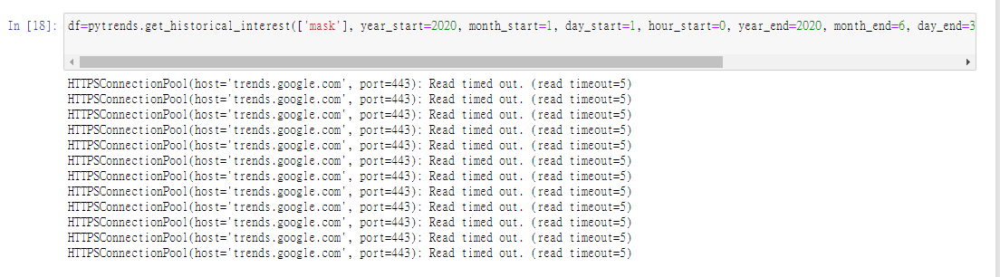 In [18]: df=pytrends.get_historical_interest(['mask'], year_start=2020, month_start=1, day_start=1, hour_start=0, year_end=2020, month_end=6, day_end=3
HTTPSConnectionPool(host='trends.google.com', port=443): Read timed out. (read timeout=5)
HTTPSConnectionPool(host='trends.google.com', port=443): Read timed out. (read timeout=5)
HTTPSConnectionPool(host='trends.google.com', port=443): Read timed out. (read timeout=5)
HTTPSConnectionPool(host='trends.google.com', port=443): Read timed out. (read timeout=5)
HTTPSConnectionPool(host='trends.google.com', port=443): Read timed out. (read timeout=5)
HTTPSConnectionPool(host='trends.google.com', port=443): Read timed out. (read timeout=5)
HTTPSConnectionPool(host='trends.google.com', port=443): Read timed out. (read timeout=5)
HTTPSConnectionPool(host='trends.google.com', port=443): Read timed out. (read timeout=5)
HTTPSConnectionPool(host='trends.google.com', port=443): Read timed out. (read timeout=5)
HTTPSConnectionPool(host='trends.google.com', port=443): Read timed out. (read timeout=5)
HTTPSConnectionPool(host='trends.google.com', port=443): Read timed out. (read timeout=5)
HTTPSConnectionPool(host='trends.google.com', port=443): Read timed out. (read timeout=5)